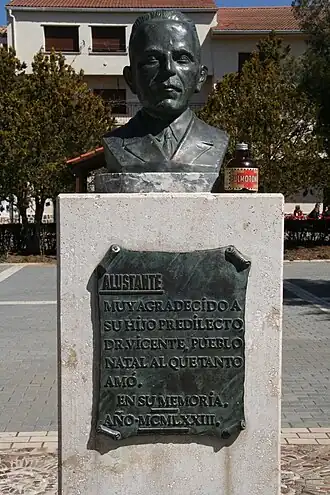 ALUSTANTE
MUY AGRADECIDO A
SU HIJO PREDILECTO
DR. VICENTE, PUEBLO
NATAL AL QUE TANTO
AMÓ.
EN SU MEMORIA.
AÑO - MCMLXXIII.